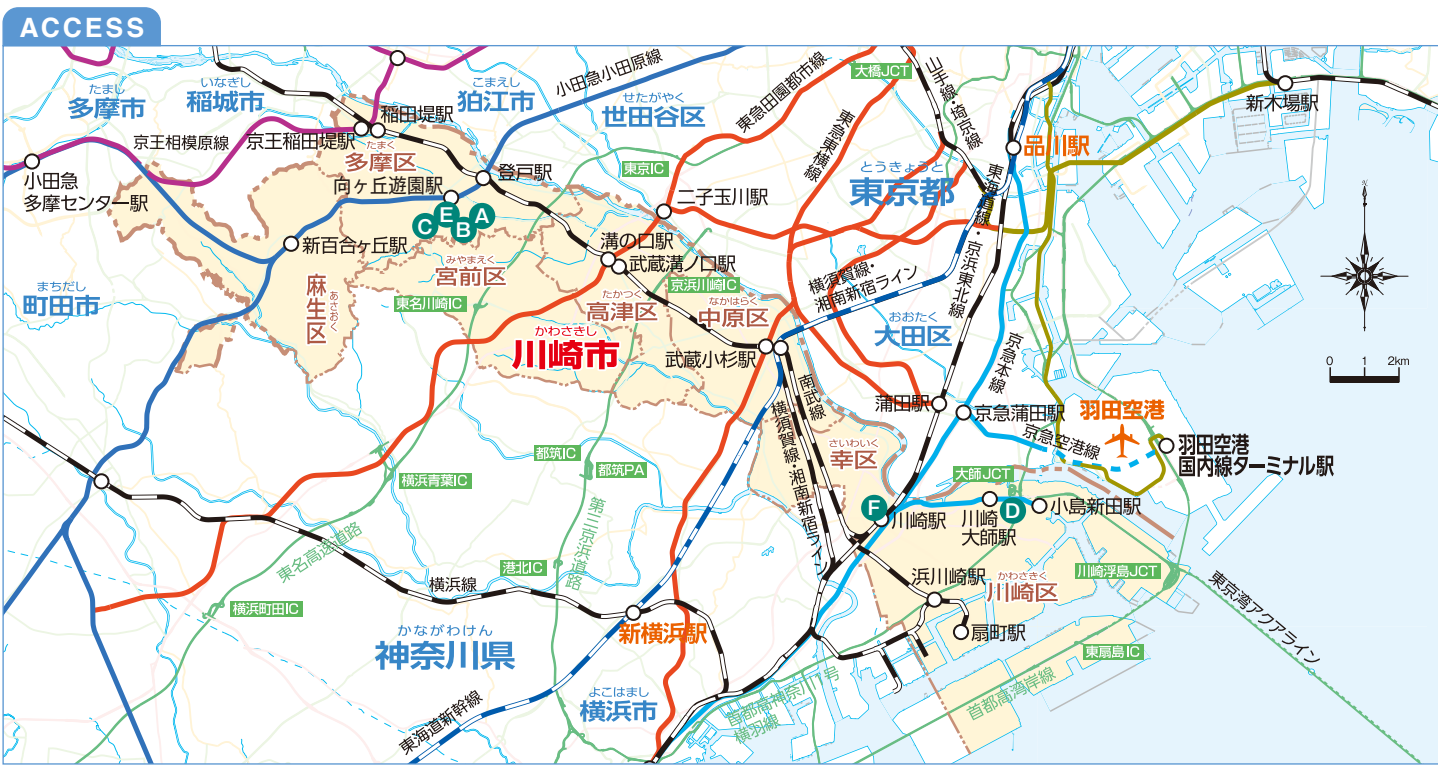 ACCESS
たまし
多摩市
いなぎし
稲城市
こまえし
狛江市
小田急小田原線
せたがやく
世田谷区
東急田園都市線
大橋JCT
山手線・埼京線
新木場駅
稲田堤駅
京王相模原線
京王稲田堤駅
たまく
多摩区
東急東横線
品川駅
小田急
多摩センター駅
向ヶ丘遊園駅
登戸駅
東京IC
とうきょうと
東京都
東海道線・京浜東北線
二子玉川駅
C
E
B
A
新百合ヶ丘駅
溝の口駅
武蔵溝ノ口駅
みやまえく
宮前区
横須賀線・
湘南新宿ライン
京浜川崎IC
まちだし
町田市
麻生区
あさおく
東名川崎IC
たかつく
高津区
なかはらく
中原区
おおたく
大田区
かわさきし
川崎市
武蔵小杉駅
京急本線
0 1 2km
南武線
横須賀線・湘南新宿ライン
蒲田駅
京急蒲田駅
羽田空港
京急空港線
羽田空港
国内線ターミナル駅
さいわいく
幸区
都筑IC
都筑PA
横浜青葉IC
大師JCT
第三京浜道路
F
川崎駅
川崎
大師駅
D
小島新田駅
東名高速道路
港北IC
横浜線
浜川崎駅
かわさきく
川崎区
川崎浮島JCT
横浜町田IC
東京湾アクアライン
新横浜駅
扇町駅
かながわけん
神奈川県
東扇島IC
よこはまし
横浜市
首都高神奈川1号
横羽線
首都高湾岸線
東海道新幹線